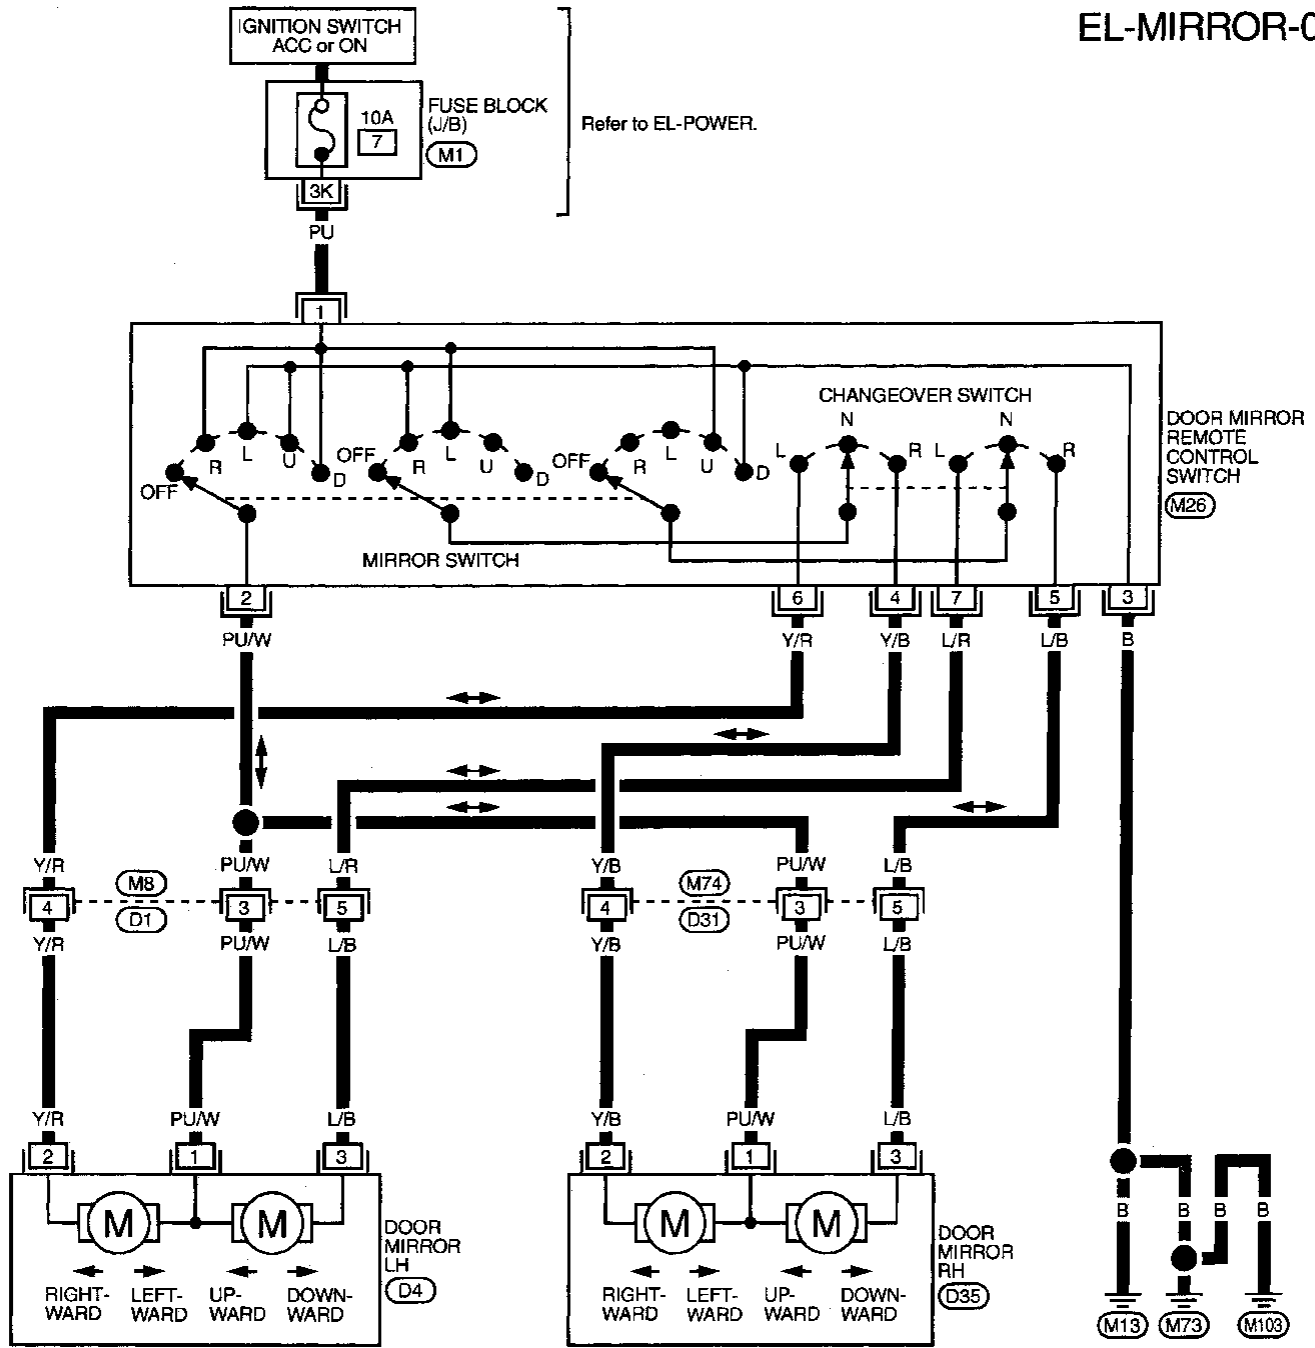 EL-MIRROR-0
IGNITION SWITCH
ACC or ON
10A
7
FUSE BLOCK
(J/B)
M1
Refer to EL-POWER.
3K
PU
1
CHANGEOVER SWITCH
DOOR MIRROR
REMOTE
CONTROL
SWITCH
M26
OFF R L U D
OFF R L U D
OFF R L U D
L N R
L N R
MIRROR SWITCH
2 6 4 7 5 3
PU/W Y/R Y/B L/R L/B B
Y/R PU/W L/R Y/B PU/W L/B
M8 M74
4 3 5 4 3 5
D1 D31
Y/R PU/W L/B Y/B PU/W L/B
Y/R PU/W L/B Y/B PU/W L/B
2 1 3 2 1 3
M M M M
DOOR
MIRROR
LH
D4
DOOR
MIRROR
RH
D35
RIGHT-
WARD
LEFT-
WARD
UP-
WARD
DOWN-
WARD
RIGHT-
WARD
LEFT-
WARD
UP-
WARD
DOWN-
WARD
B B B B
M13 M73 M103